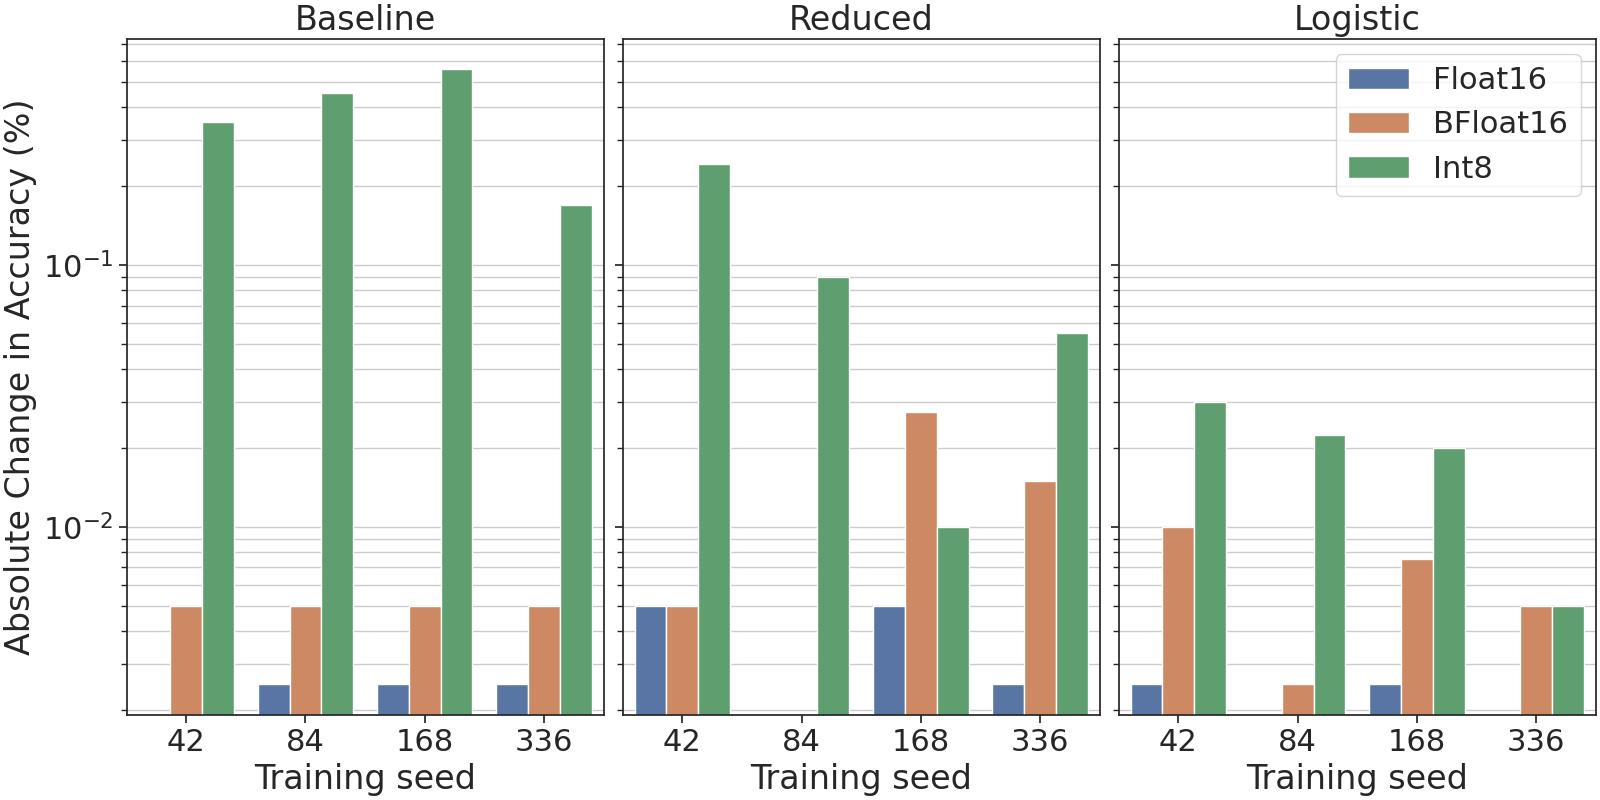 Baseline
Reduced
Logistic
Absolute Change in Accuracy (%)
10⁻¹
10⁻²
Float16
BFloat16
Int8
42 84 168 336
42 84 168 336
42 84 168 336
Training seed
Training seed
Training seed